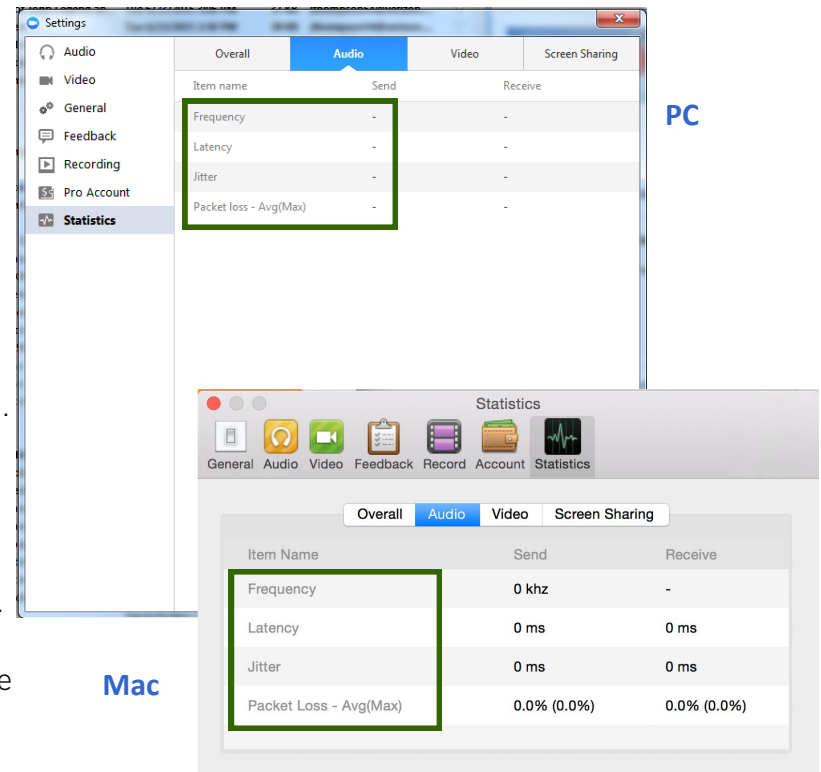 Settings
Audio
Video
General
Feedback
Recording
Pro Account
Statistics
Overall Audio Video Screen Sharing
Item name Send Receive
Frequency - -
Latency - -
Jitter - -
Packet loss - Avg(Max) - -
PC
Statistics
General Audio Video Feedback Record Account Statistics
Overall Audio Video Screen Sharing
Item Name Send Receive
Frequency 0 khz -
Latency 0 ms 0 ms
Jitter 0 ms 0 ms
Packet Loss - Avg(Max) 0.0% (0.0%) 0.0% (0.0%)
Mac